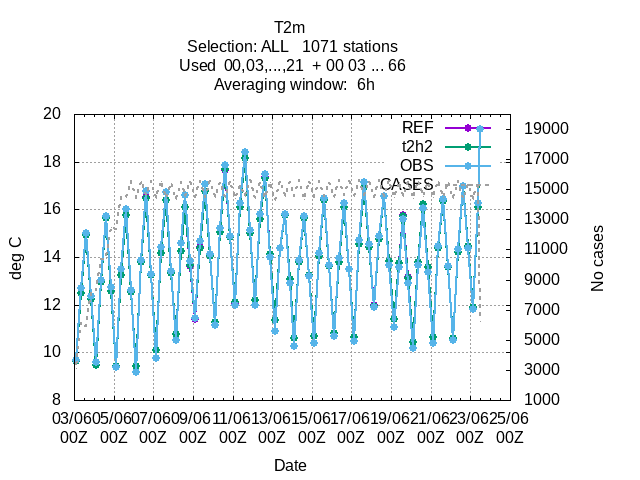 T2m
Selection: ALL   1071 stations
Used  00,03,...,21  + 00 03 ... 66
Averaging window:  6h
REF
t2h2
OBS
CASES
20
18
16
14
12
10
8
deg C
19000
17000
15000
13000
11000
9000
7000
5000
3000
1000
No cases
03/06 05/06 07/06 09/06 11/06 13/06 15/06 17/06 19/06 21/06 23/06 25/06
00Z 00Z 00Z 00Z 00Z 00Z 00Z 00Z 00Z 00Z 00Z 00Z
Date